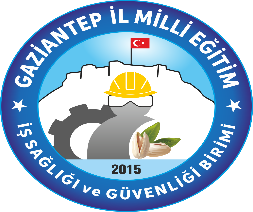 GAZİANTEP İL MİLLİ EĞİTİM
2015
İŞ SAĞLIĞI ve GÜVENLİĞİ BİRİMİ